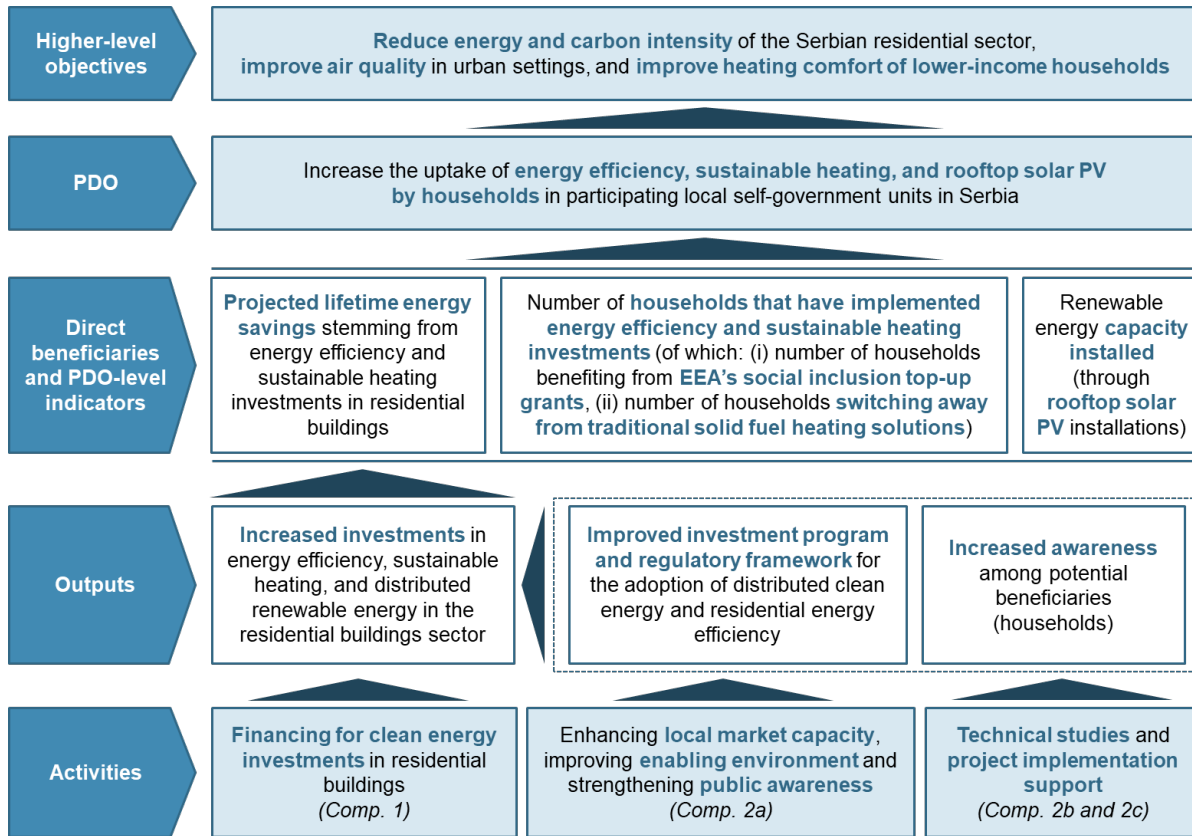 Higher-level
objectives
Reduce energy and carbon intensity of the Serbian residential sector,
improve air quality in urban settings, and improve heating comfort of lower-income households
PDO
Increase the uptake of energy efficiency, sustainable heating, and rooftop solar PV
by households in participating local self-government units in Serbia
Direct
beneficiaries
and PDO-level
indicators
Projected lifetime energy
savings stemming from
energy efficiency and
sustainable heating
investments in residential
buildings
Number of households that have implemented
energy efficiency and sustainable heating
investments (of which: (i) number of households
benefiting from EEA's social inclusion top-up
grants, (ii) number of households switching away
from traditional solid fuel heating solutions)
Renewable
energy capacity
installed
(through
rooftop solar
PV installations)
Outputs
Increased investments in
energy efficiency, sustainable
heating, and distributed
renewable energy in the
residential buildings sector
Improved investment program
and regulatory framework for
the adoption of distributed clean
energy and residential energy
efficiency
Increased awareness
among potential
beneficiaries
(households)
Activities
Financing for clean energy
investments in residential
buildings
(Comp. 1)
Enhancing local market capacity,
improving enabling environment and
strengthening public awareness
(Comp. 2a)
Technical studies and
project implementation
support
(Comp. 2b and 2c)